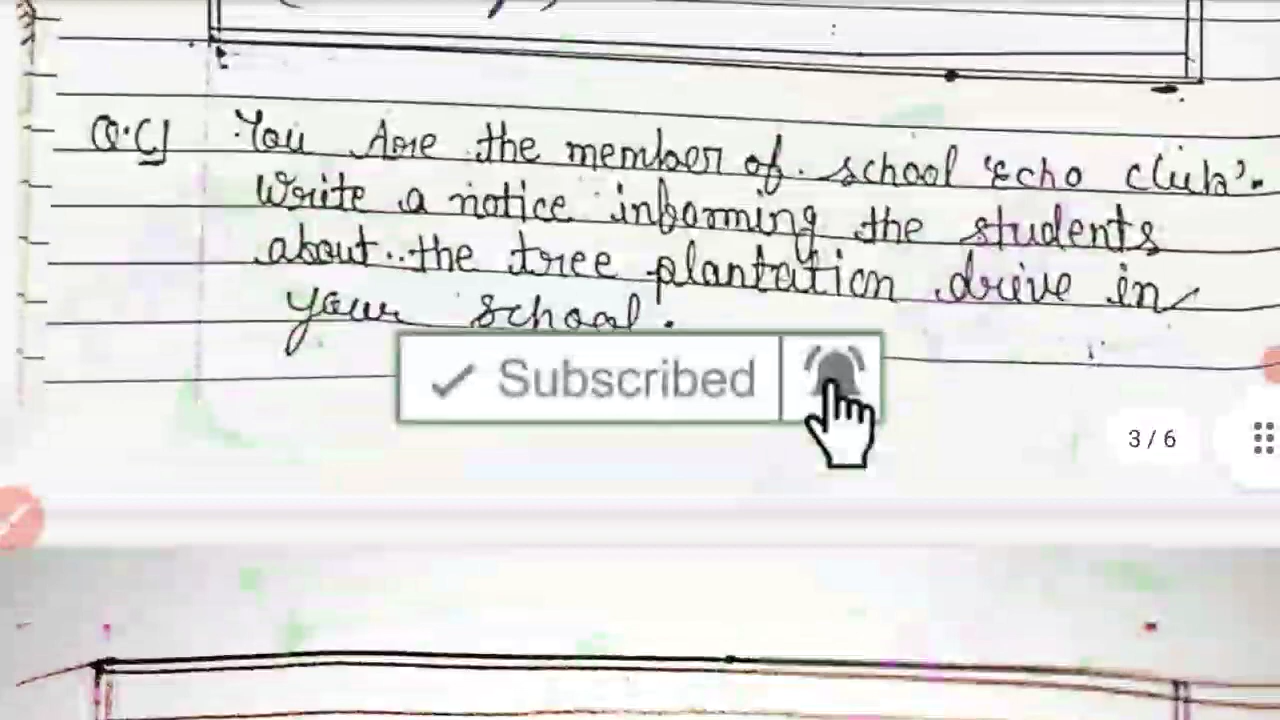 Q.C] You Are the member of school 'Echo club'.
Write a notice informing the students
about the tree plantation drive in
your school.
Subscribed
3 / 6